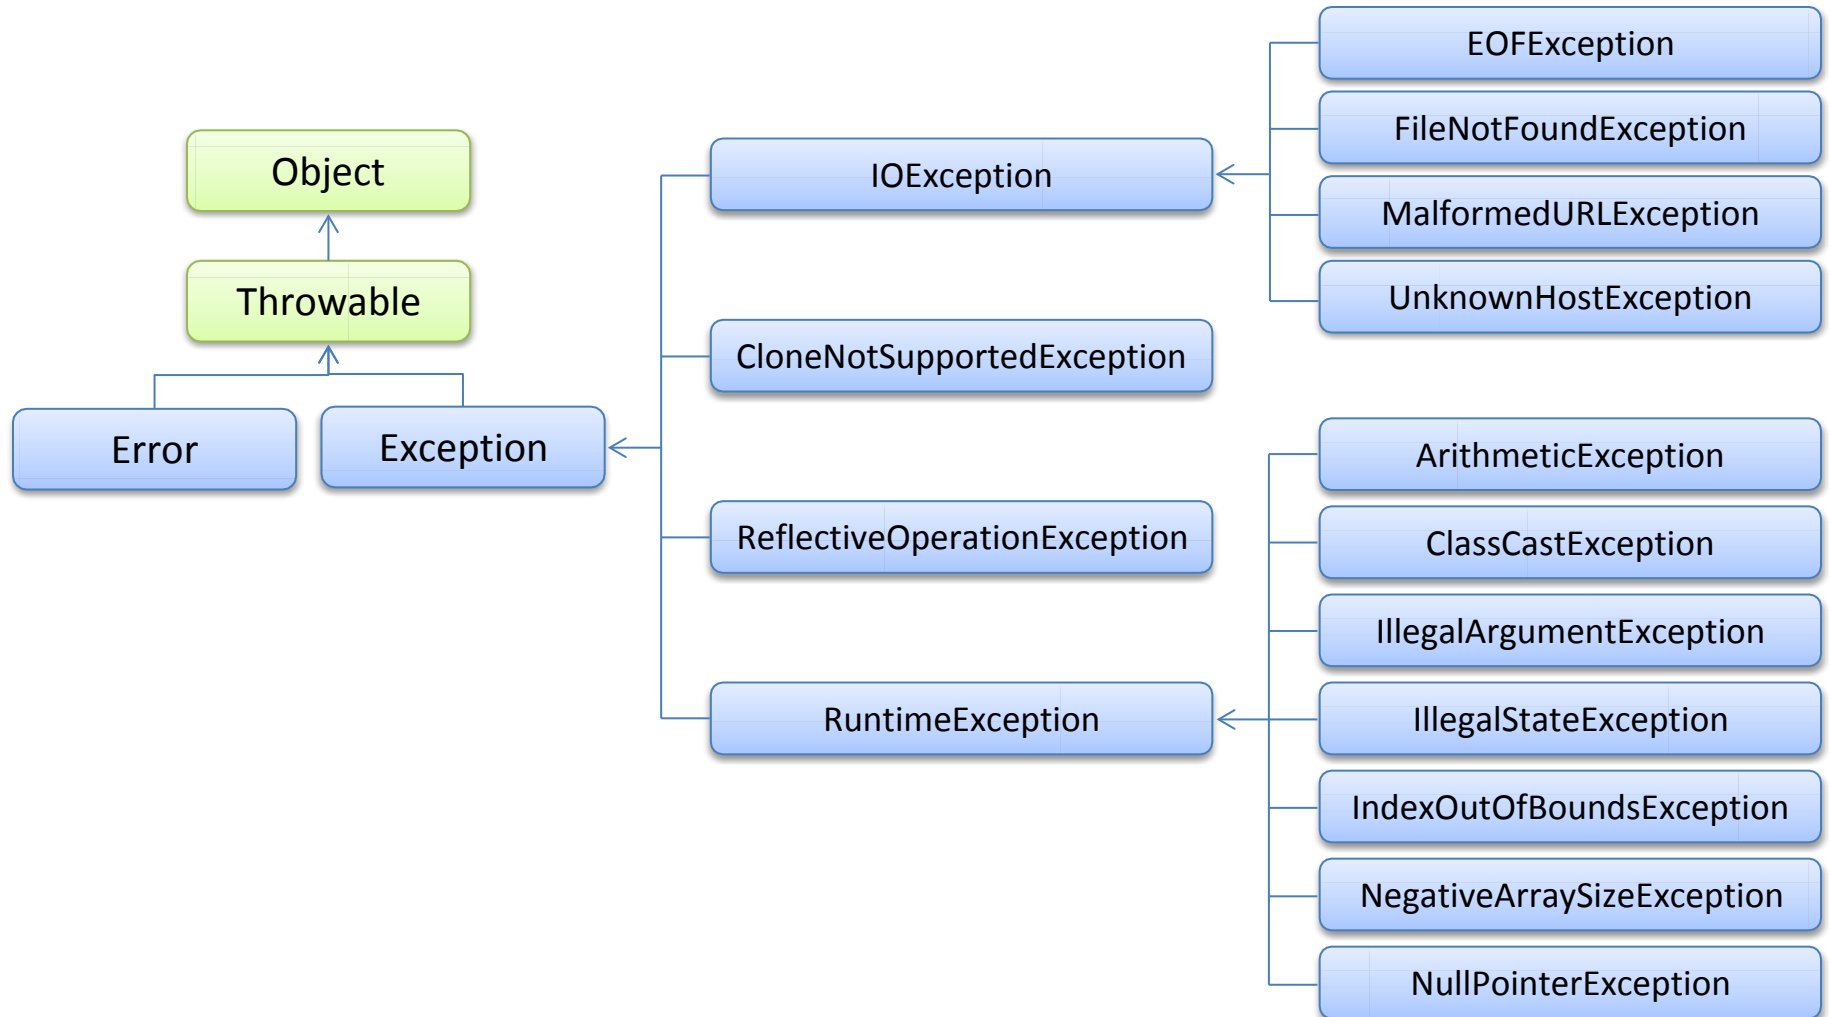 Object
Throwable
Error
Exception
IOException
CloneNotSupportedException
ReflectiveOperationException
RuntimeException
EOFException
FileNotFoundException
MalformedURLException
UnknownHostException
ArithmeticException
ClassCastException
IllegalArgumentException
IllegalStateException
IndexOutOfBoundsException
NegativeArraySizeException
NullPointerException